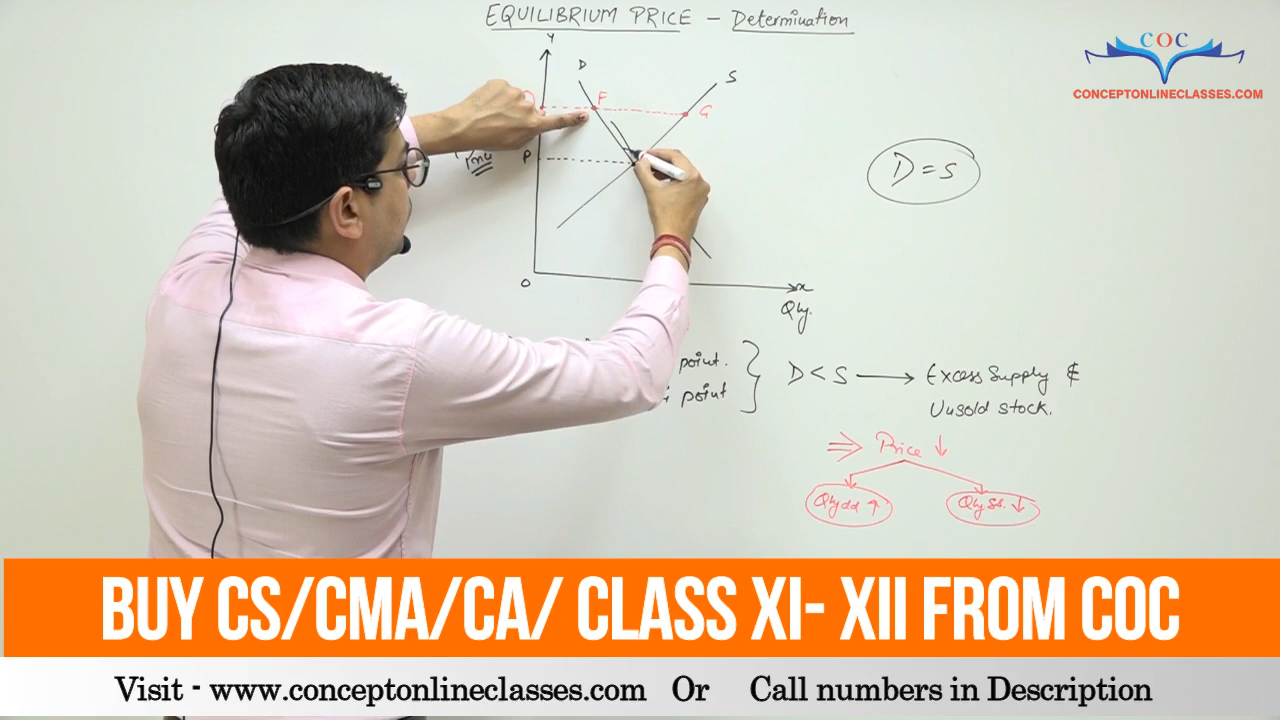 EQUILIBRIUM PRICE – Determination
COC
CONCEPTONLINECLASSES.COM
Y
D
S
F
G
P
D = S
O
x
Qty.
point.
point
D < S → Excess Supply &
Unsold stock.
⇒ Price ↓
Qty dd ↑
Qty SS. ↓
BUY CS/CMA/CA/ CLASS XI- XII FROM COC
Visit - www.conceptonlineclasses.com Or Call numbers in Description